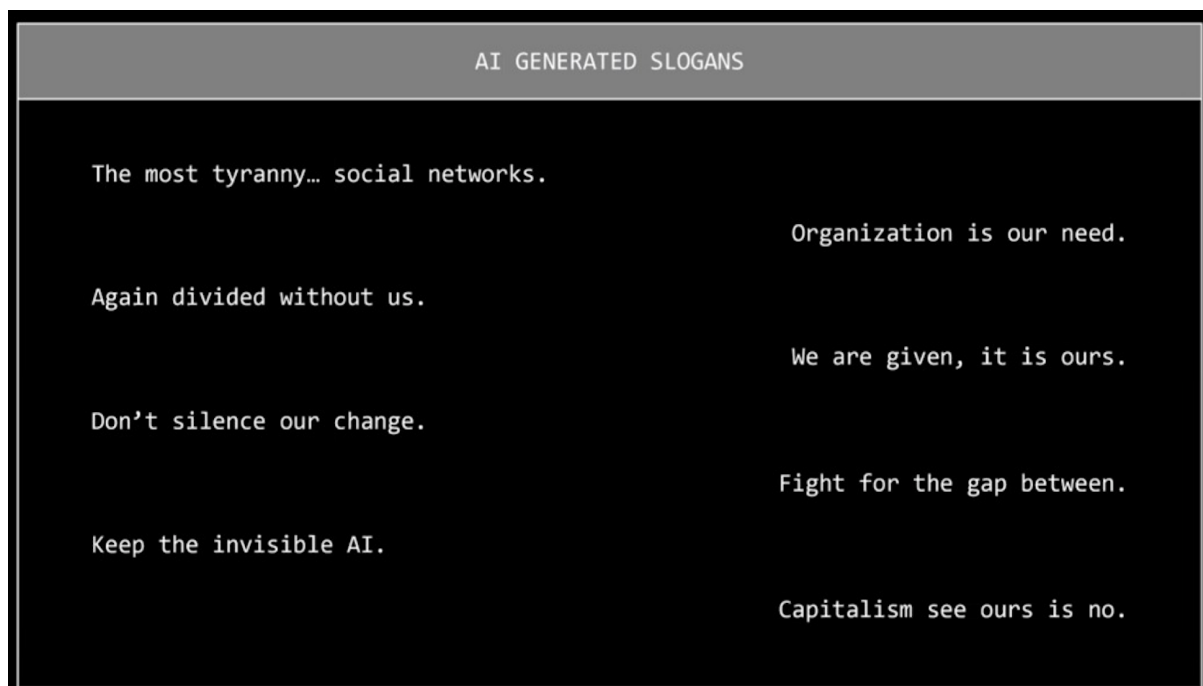 AI GENERATED SLOGANS
The most tyranny… social networks.
Organization is our need.
Again divided without us.
We are given, it is ours.
Don’t silence our change.
Fight for the gap between.
Keep the invisible AI.
Capitalism see ours is no.